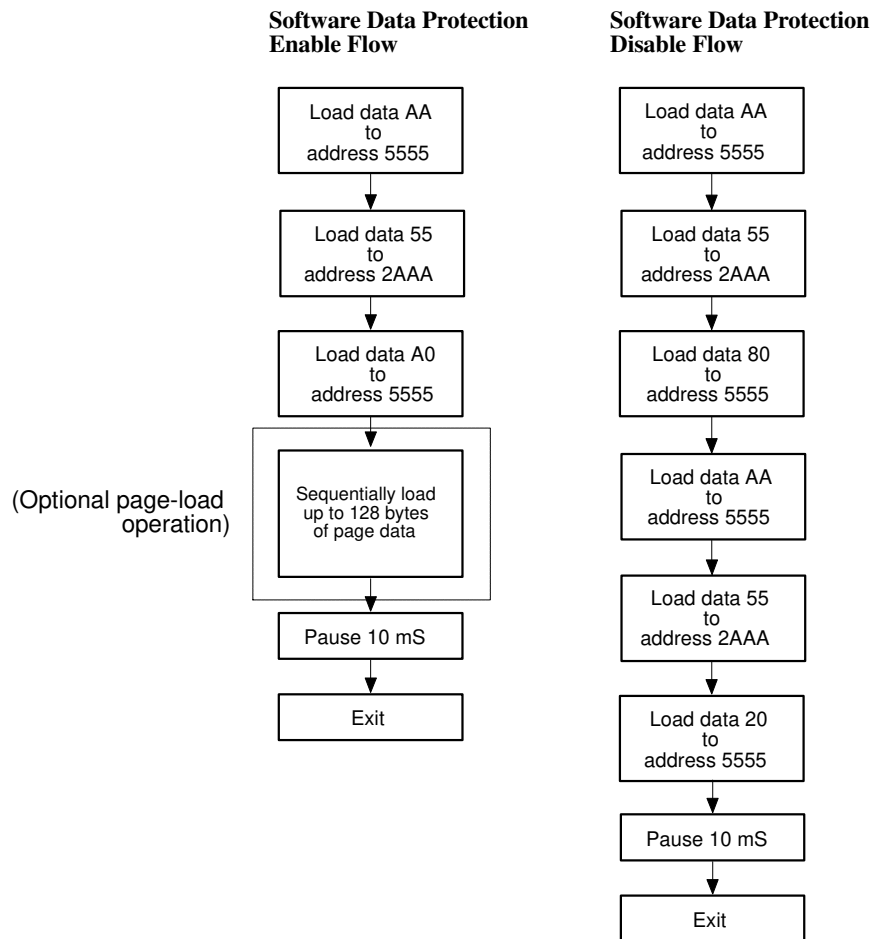 Software Data Protection
Enable Flow
Load data AA
to
address 5555
Load data 55
to
address 2AAA
Load data A0
to
address 5555
(Optional page-load
operation)
Sequentially load
up to 128 bytes
of page data
Pause 10 mS
Exit
Software Data Protection
Disable Flow
Load data AA
to
address 5555
Load data 55
to
address 2AAA
Load data 80
to
address 5555
Load data AA
to
address 5555
Load data 55
to
address 2AAA
Load data 20
to
address 5555
Pause 10 mS
Exit